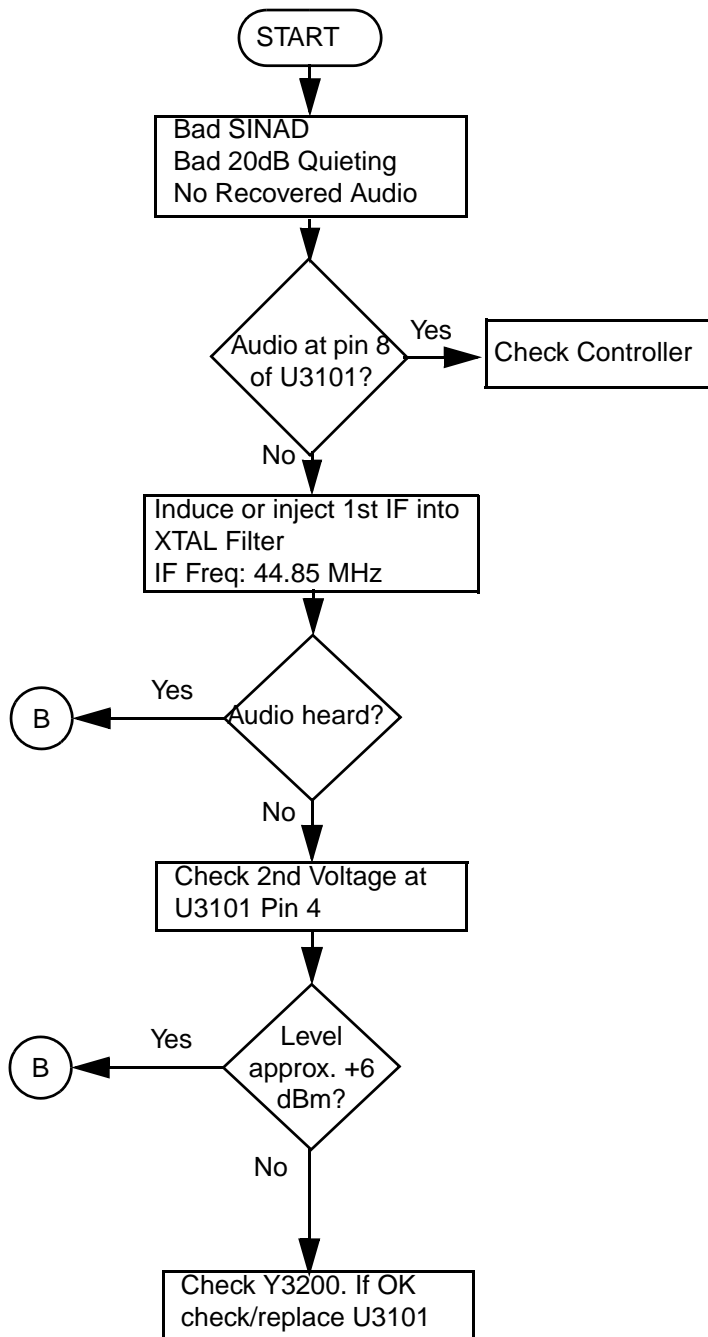 START
Bad SINAD
Bad 20dB Quieting
No Recovered Audio
Audio at pin 8
of U3101?
Yes
Check Controller
No
Induce or inject 1st IF into
XTAL Filter
IF Freq: 44.85 MHz
Audio heard?
Yes
B
No
Check 2nd Voltage at
U3101 Pin 4
Level
approx. +6
dBm?
Yes
B
No
Check Y3200. If OK
check/replace U3101